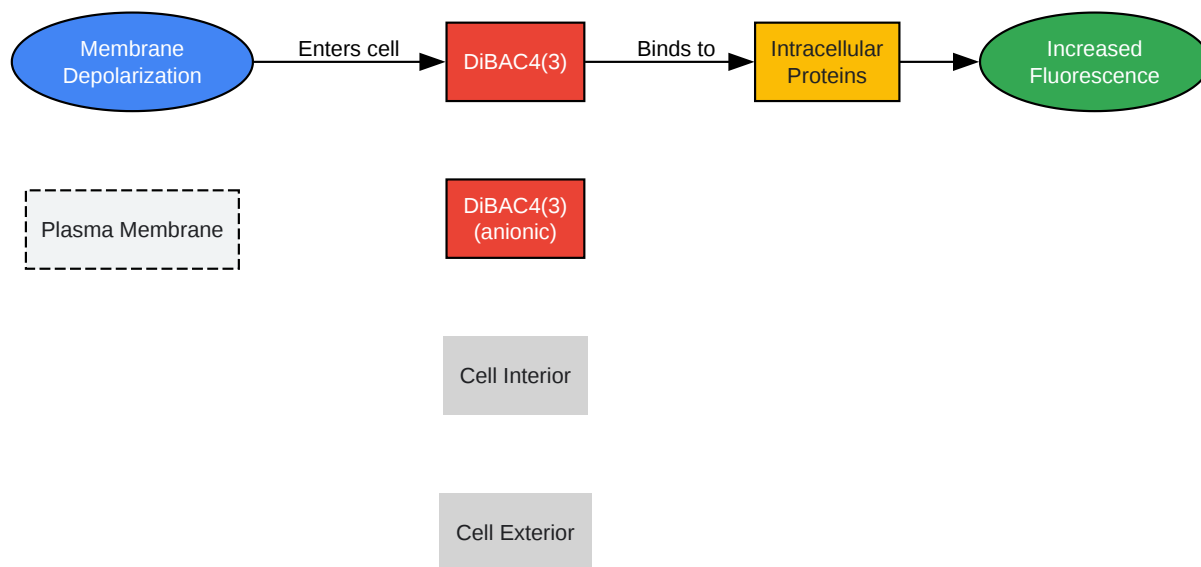 Membrane
Depolarization
Enters cell
DiBAC4(3)
Binds to
Intracellular
Proteins
Increased
Fluorescence
Plasma Membrane
DiBAC4(3)
(anionic)
Cell Interior
Cell Exterior